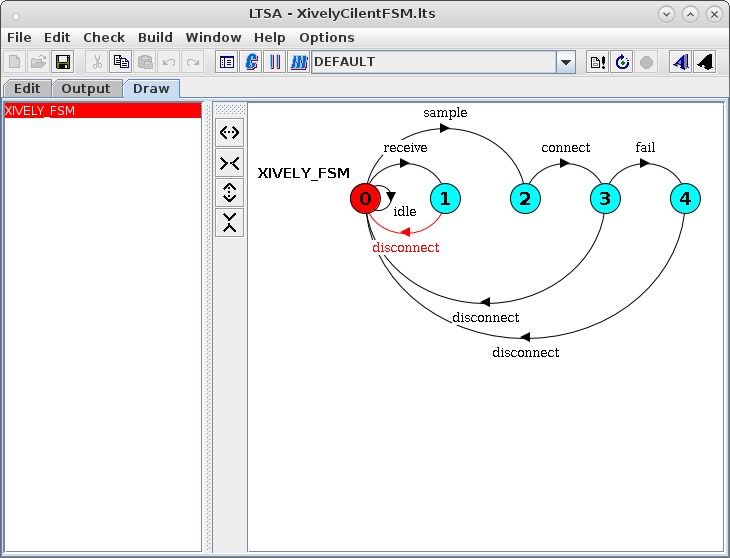 LTSA - XivelyCilentFSM.lts
File Edit Check Build Window Help Options
DEFAULT
Edit Output Draw
XIVELY_FSM
sample
receive connect fail
XIVELY_FSM
0 1 2 3 4
idle
disconnect
disconnect
disconnect